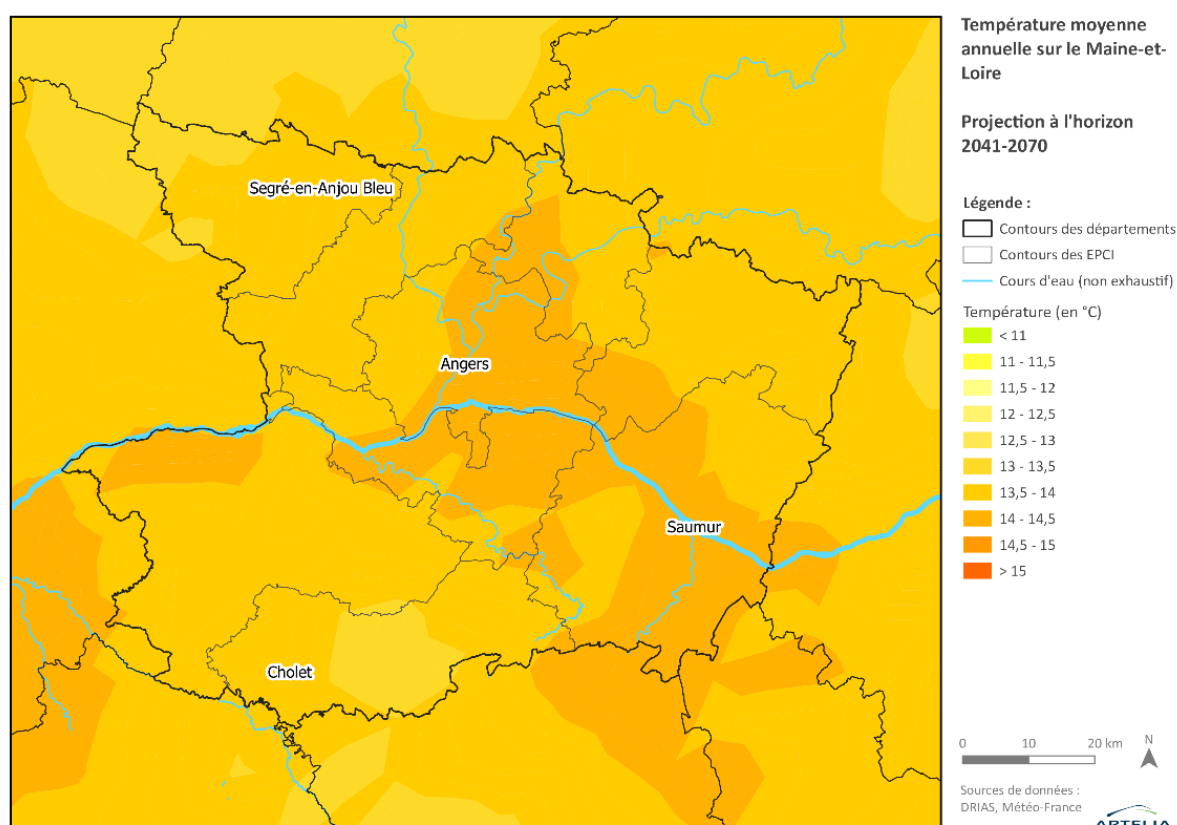 Température moyenne
annuelle sur le Maine-et-
Loire
Projection à l'horizon
2041-2070
Légende :
Contours des départements
Contours des EPCI
Cours d'eau (non exhaustif)
Température (en °C)
< 11
11 - 11,5
11,5 - 12
12 - 12,5
12,5 - 13
13 - 13,5
13,5 - 14
14 - 14,5
14,5 - 15
> 15
Segré-en-Anjou Bleu
Angers
Saumur
Cholet
0 10 20 km
N
Sources de données :
DRIAS, Météo-France
ARTELIA